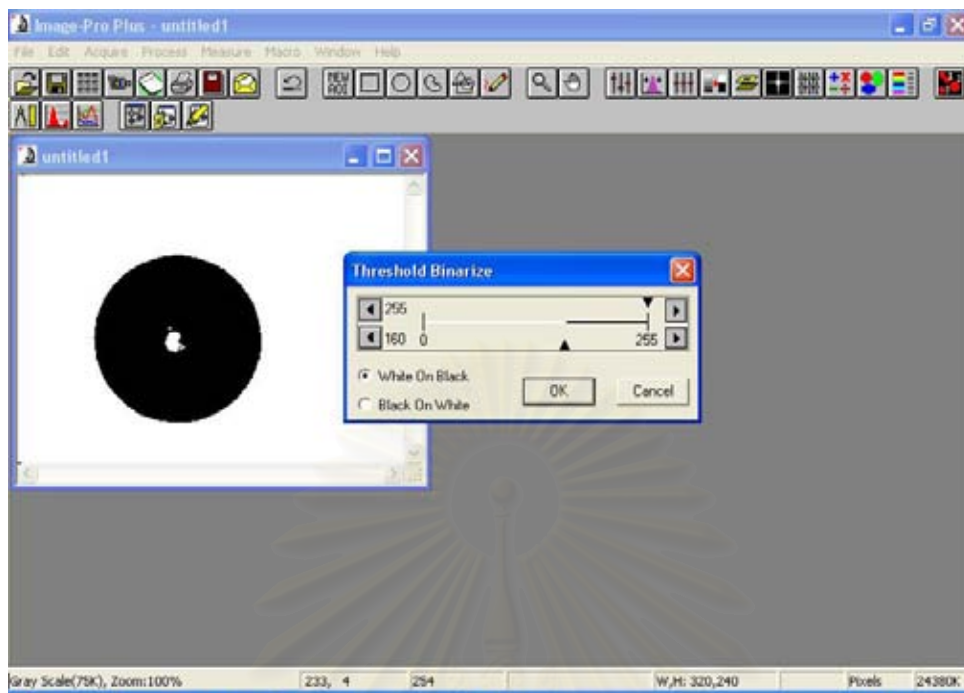 Image-Pro Plus - untitled1
File Edit Acquire Process Measure Macro Window Help
NEW AOI
untitled1
Threshold Binarize
255
160 0 255
White On Black
Black On White
OK Cancel
Gray Scale(75K), Zoom:100% 233, 4 254 W,H: 320,240 Pixels 24380K